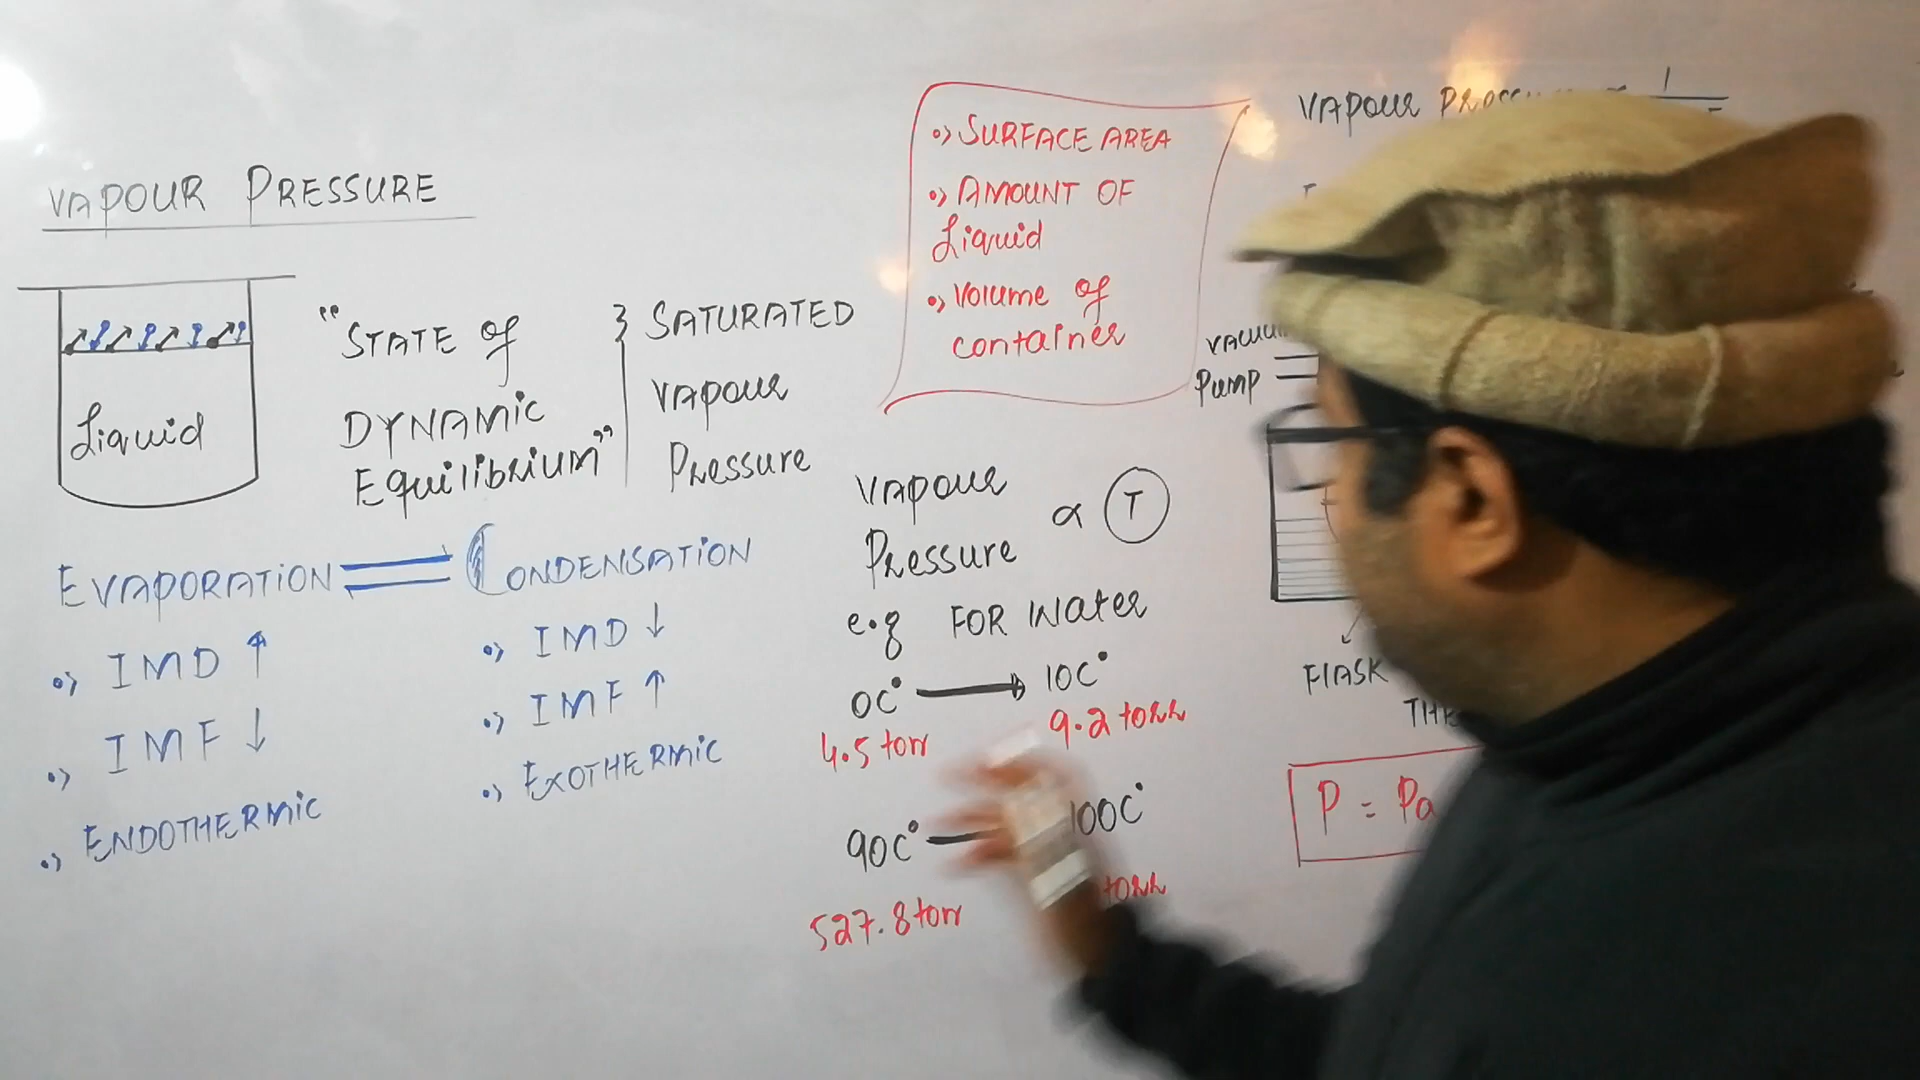 VAPOUR PRESSURE
Liquid
"STATE of
DYNAMIC
Equilibrium"
SATURATED
VAPOUR
Pressure
EVAPORATION ⇌ CONDENSATION
•) IMD ↑
•) IMF ↓
•) ENDOTHERMIC
•) IMD ↓
•) IMF ↑
•) EXOTHERMIC
•) SURFACE AREA
•) AMOUNT OF
Liquid
•) Volume of
container
VAPOUR
Pressure ∝ T
e.g FOR Water
0C° → 10C°
4.5 torr 9.2 torr
90C° 100C°
527.8 torr torr
VAPOUR
Pump
FlASK
P = Pa